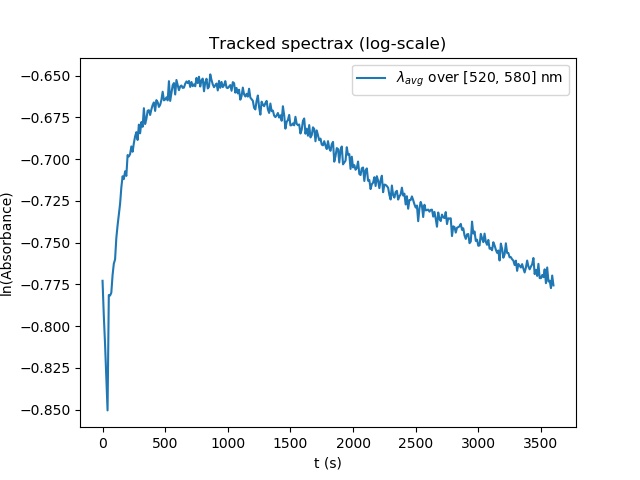 Tracked spectrax (log-scale)
λavg over [520, 580] nm
ln(Absorbance)
−0.650
−0.675
−0.700
−0.725
−0.750
−0.775
−0.800
−0.825
−0.850
0 500 1000 1500 2000 2500 3000 3500
t (s)